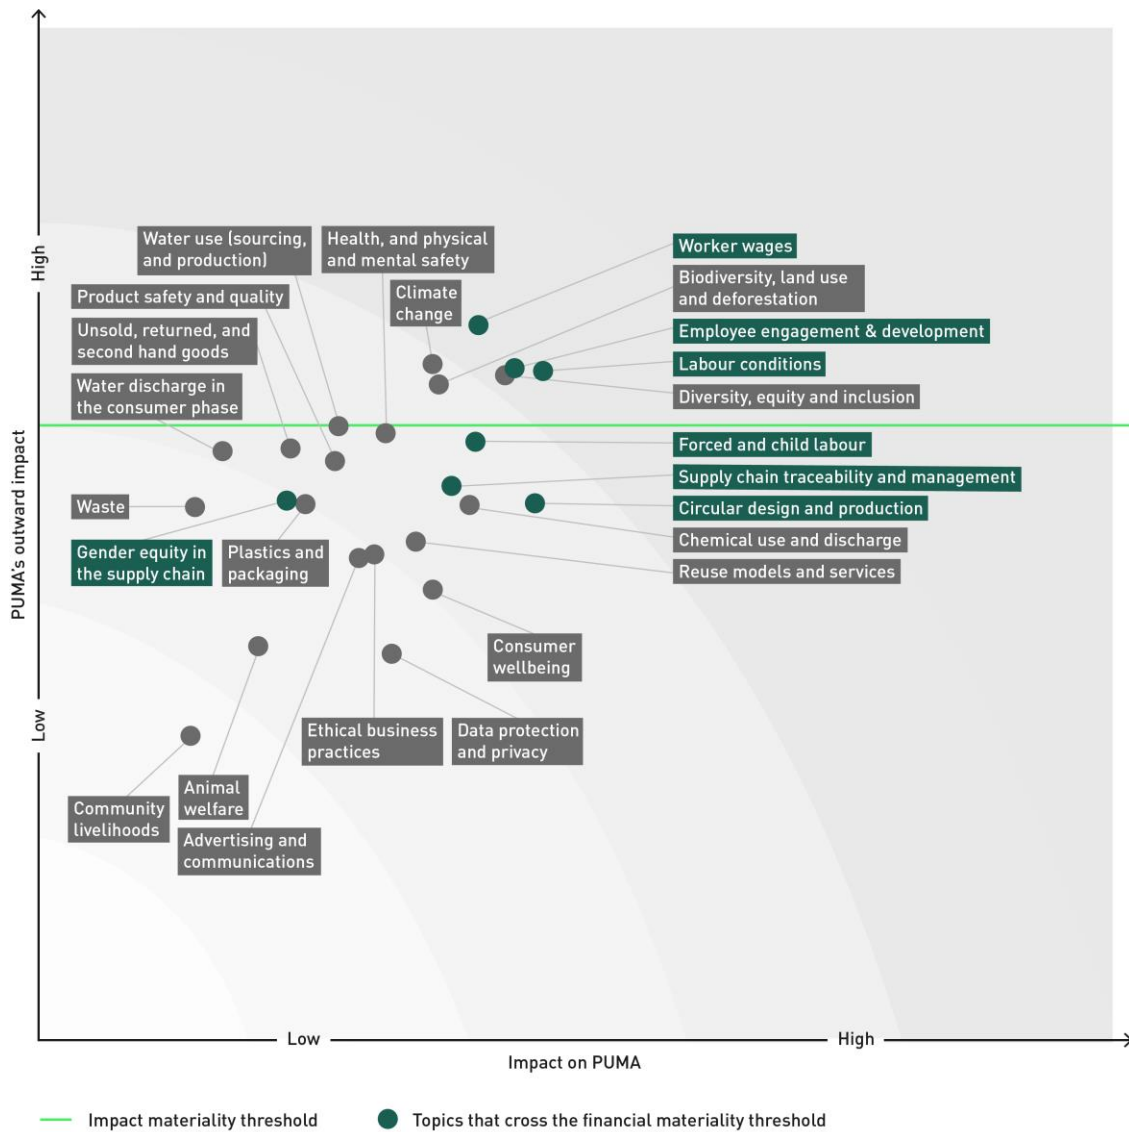 High
Low
PUMA's outward impact
Water use (sourcing,
and production)
Health, and physical
and mental safety
Product safety and quality
Climate
change
Unsold, returned, and
second hand goods
Water discharge in
the consumer phase
Worker wages
Biodiversity, land use
and deforestation
Employee engagement & development
Labour conditions
Diversity, equity and inclusion
Forced and child labour
Supply chain traceability and management
Circular design and production
Chemical use and discharge
Reuse models and services
Waste
Gender equity in
the supply chain
Plastics and
packaging
Consumer
wellbeing
Ethical business
practices
Data protection
and privacy
Animal
welfare
Community
livelihoods
Advertising and
communications
Low
High
Impact on PUMA
Impact materiality threshold
Topics that cross the financial materiality threshold